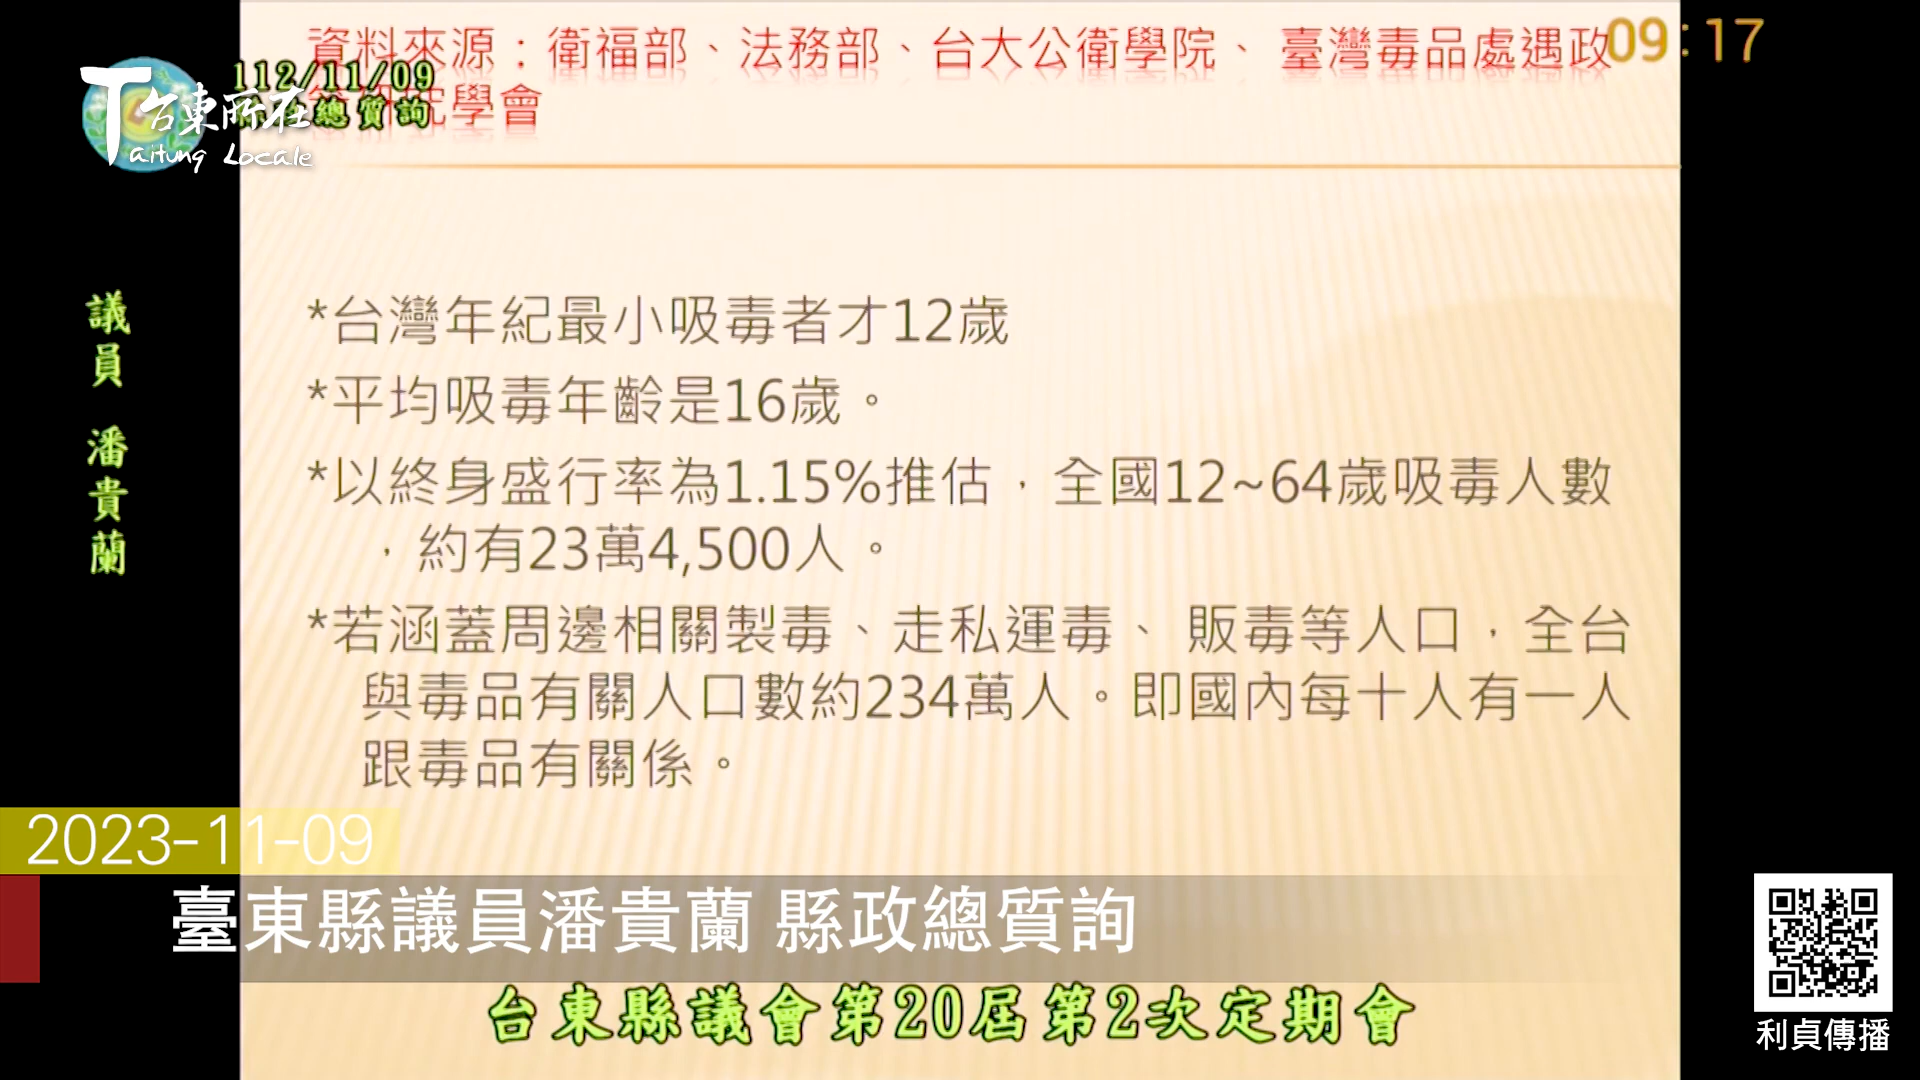 資料來源：衛福部、法務部、台大公衛學院、 臺灣毒品處遇政
學會
09:17
112/11/09
總質詢
台東所在
Taitung Locale
議員 潘貴蘭
*台灣年紀最小吸毒者才12歲
*平均吸毒年齡是16歲。
*以終身盛行率為1.15%推估，全國12~64歲吸毒人數
，約有23萬4,500人。
*若涵蓋周邊相關製毒、走私運毒、 販毒等人口，全台
與毒品有關人口數約234萬人。即國內每十人有一人
跟毒品有關係。
2023-11-09
臺東縣議員潘貴蘭 縣政總質詢
台東縣議會第20屆第2次定期會
利貞傳播